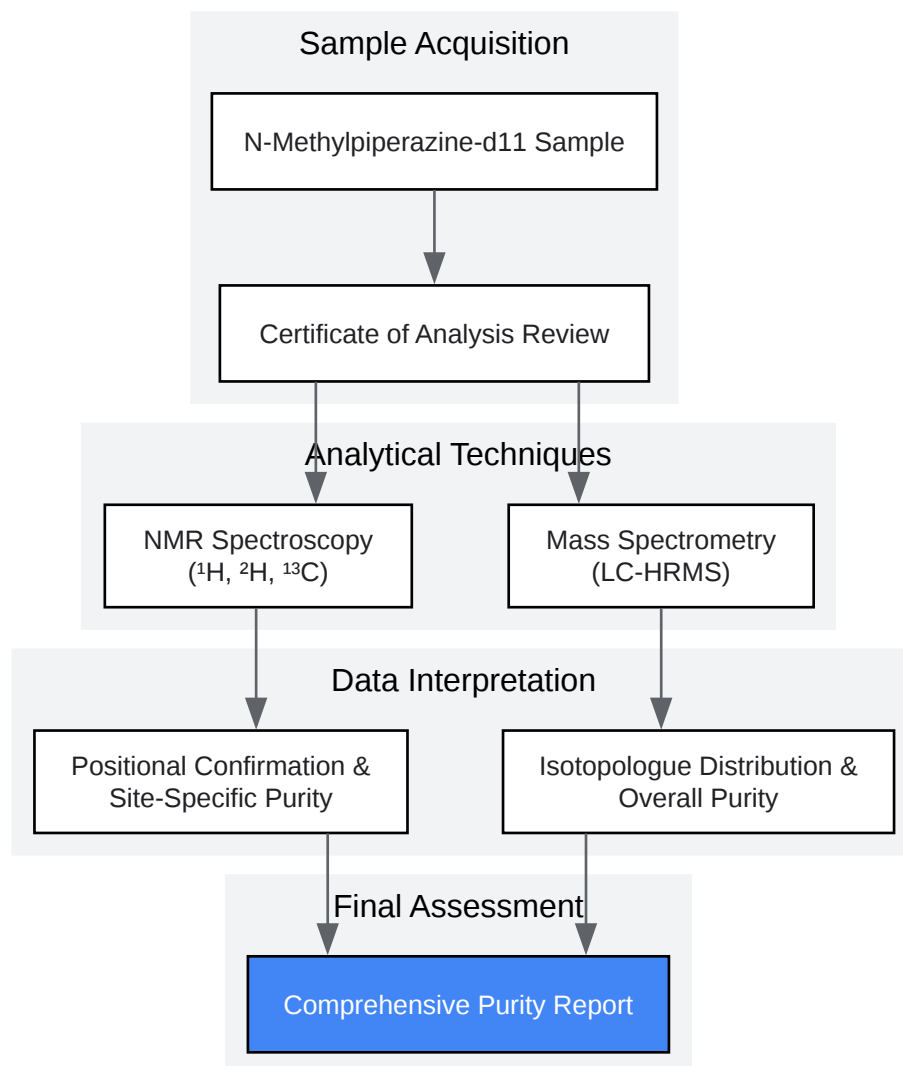 Sample Acquisition
N-Methylpiperazine-d11 Sample
Certificate of Analysis Review
Analytical Techniques
NMR Spectroscopy
(¹H, ²H, ¹³C)
Mass Spectrometry
(LC-HRMS)
Data Interpretation
Positional Confirmation &
Site-Specific Purity
Isotopologue Distribution &
Overall Purity
Final Assessment
Comprehensive Purity Report